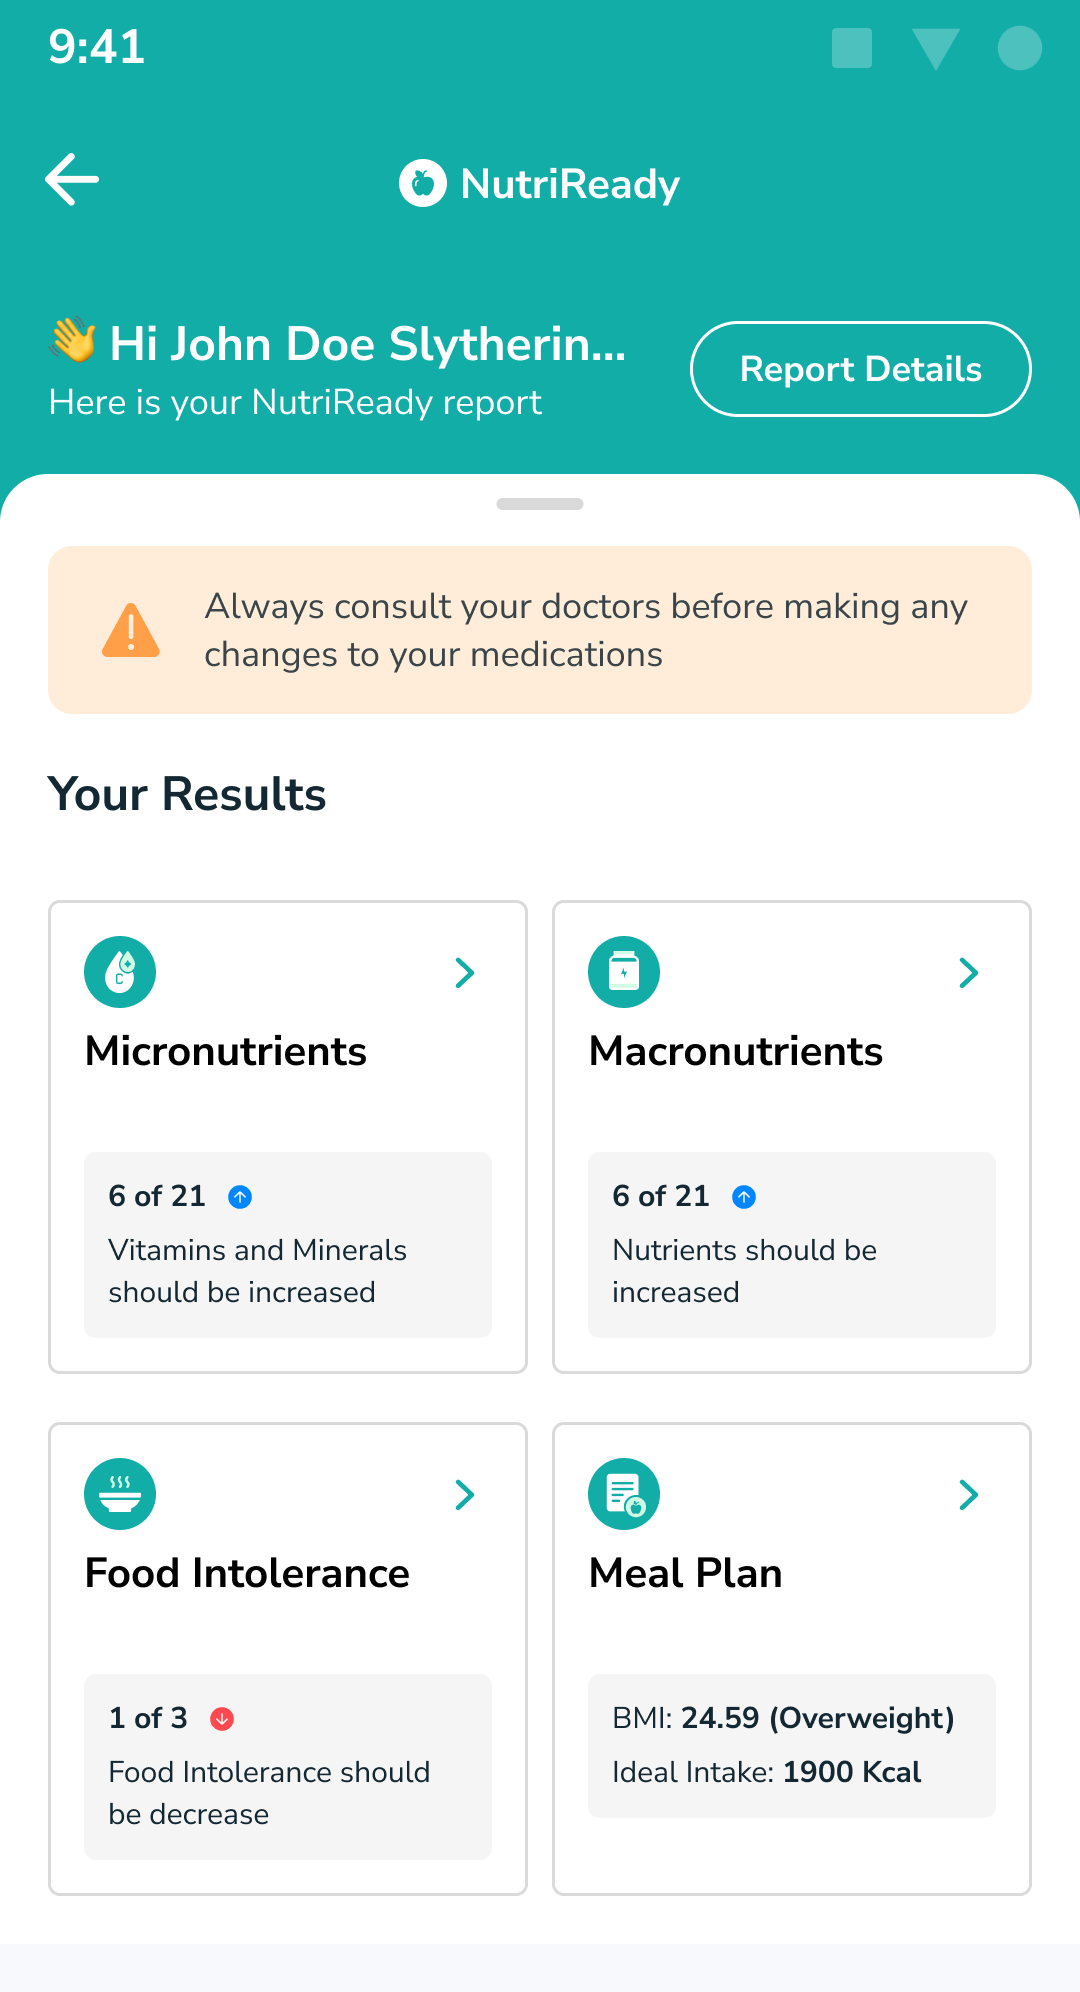 9:41
NutriReady
👋 Hi John Doe Slytherin...
Here is your NutriReady report
Report Details
Always consult your doctors before making any
changes to your medications
Your Results
Micronutrients
6 of 21
Vitamins and Minerals
should be increased
Macronutrients
6 of 21
Nutrients should be
increased
Food Intolerance
1 of 3
Food Intolerance should
be decrease
Meal Plan
BMI: 24.59 (Overweight)
Ideal Intake: 1900 Kcal